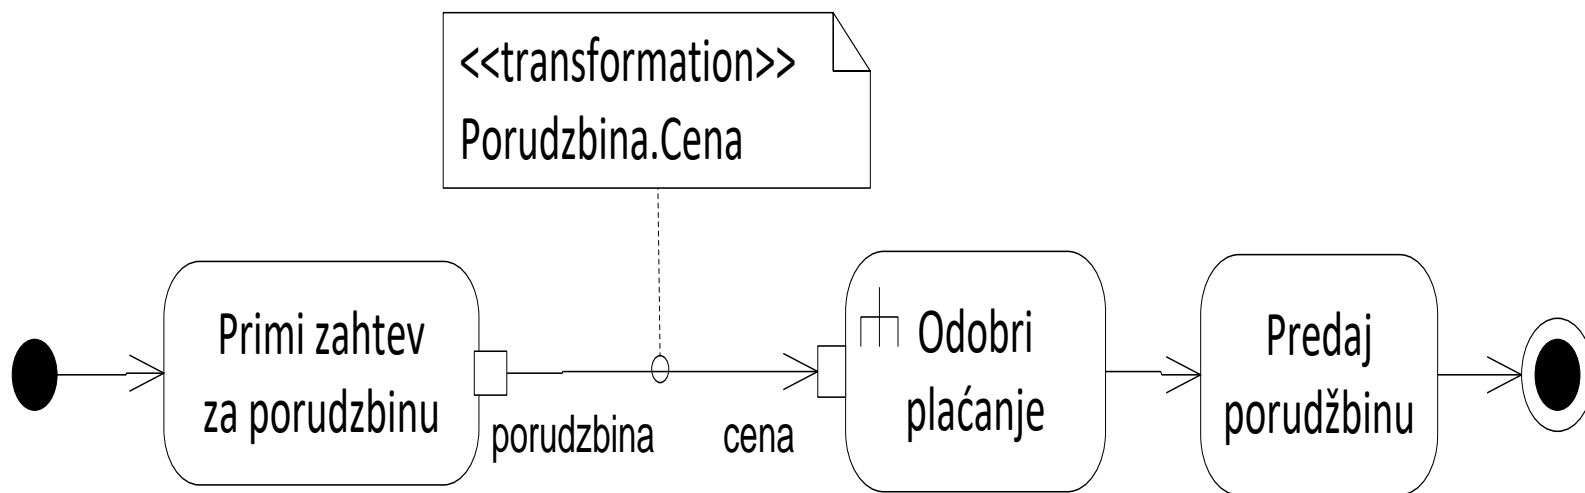 <<transformation>>
Porudzbina.Cena
Primi zahtev
za porudzbinu
porudzbina
cena
Odobri
plaćanje
Predaj
porudžbinu